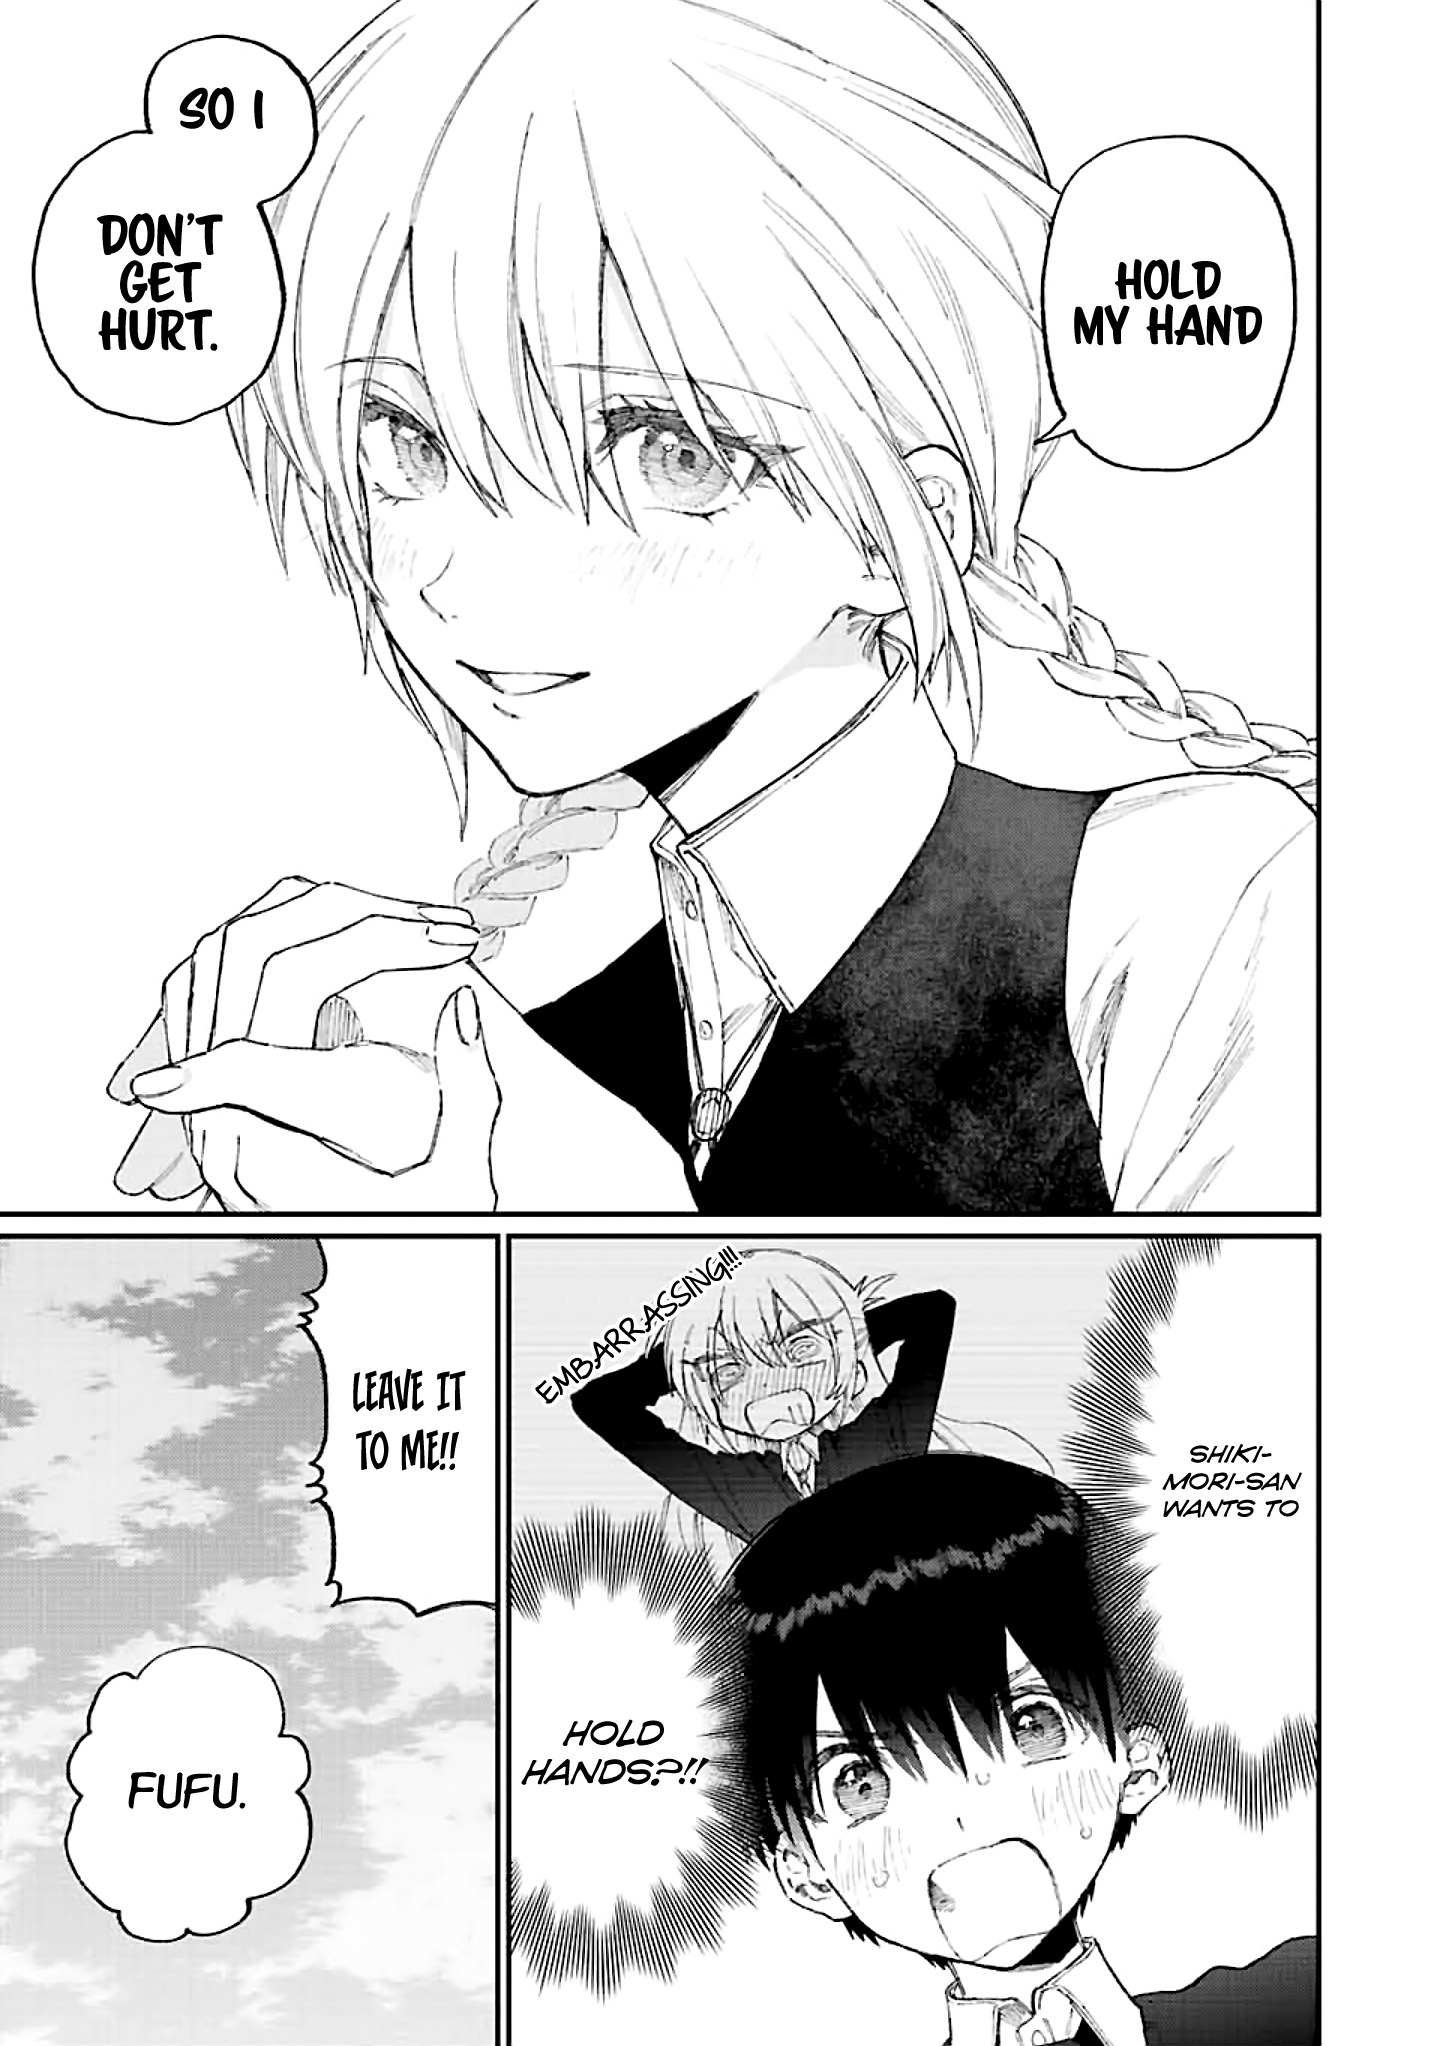 HOLD
MY HAND
SO I
DON'T
GET
HURT.
EMBARRASSING!!!
SHIKI-
MORI-SAN
WANTS TO
HOLD
HANDS?!!
LEAVE IT
TO ME!!
FUFU.